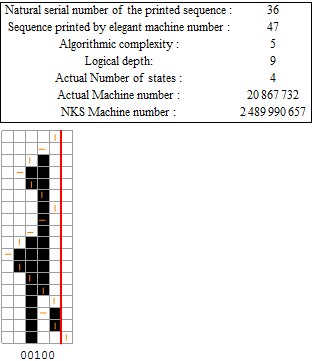 Natural serial number of the printed sequence : 36
Sequence printed by elegant machine number : 47
Algorithmic complexity : 5
Logical depth: 9
Actual Number of states : 4
Actual Machine number : 20 867 732
NKS Machine number : 2 489 990 657
00100